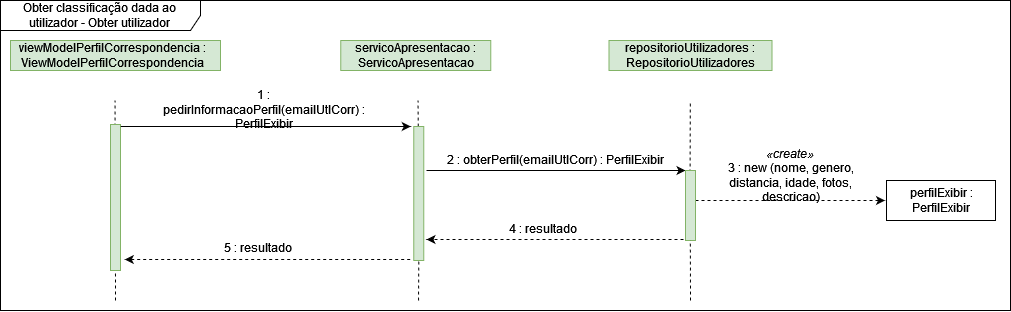 Obter classificação dada ao
utilizador - Obter utilizador
viewModelPerfilCorrespondencia :
ViewModelPerfilCorrespondencia
servicoApresentacao :
ServicoApresentacao
repositorioUtilizadores :
RepositorioUtilizadores
1 :
pedirInformacaoPerfil(emailUtlCorr) :
PerfilExibir
2 : obterPerfil(emailUtlCorr) : PerfilExibir
«create»
3 : new (nome, genero,
distancia, idade, fotos,
descricao)
perfilExibir :
PerfilExibir
4 : resultado
5 : resultado